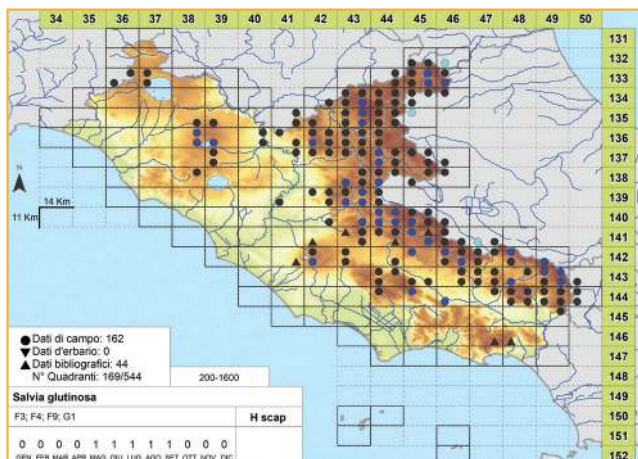 34 35 36 37 38 39 40 41 42 43 44 45 46 47 48 49 50
131
132
133
134
135
136
137
138
139
140
141
142
143
144
145
146
147
148
149
150
151
152
N
14 Km
11 Km
Dati di campo: 162
Dati d'erbario: 0
Dati bibliografici: 44
N° Quadranti: 169/544
200-1600
Salvia glutinosa
F3; F4; F9; G1
H scap
0 0 0 0 1 1 1 1 1 0 0 0
GEN FEB MAR APR MAG GIU LUG AGO SET OTT NOV DIC